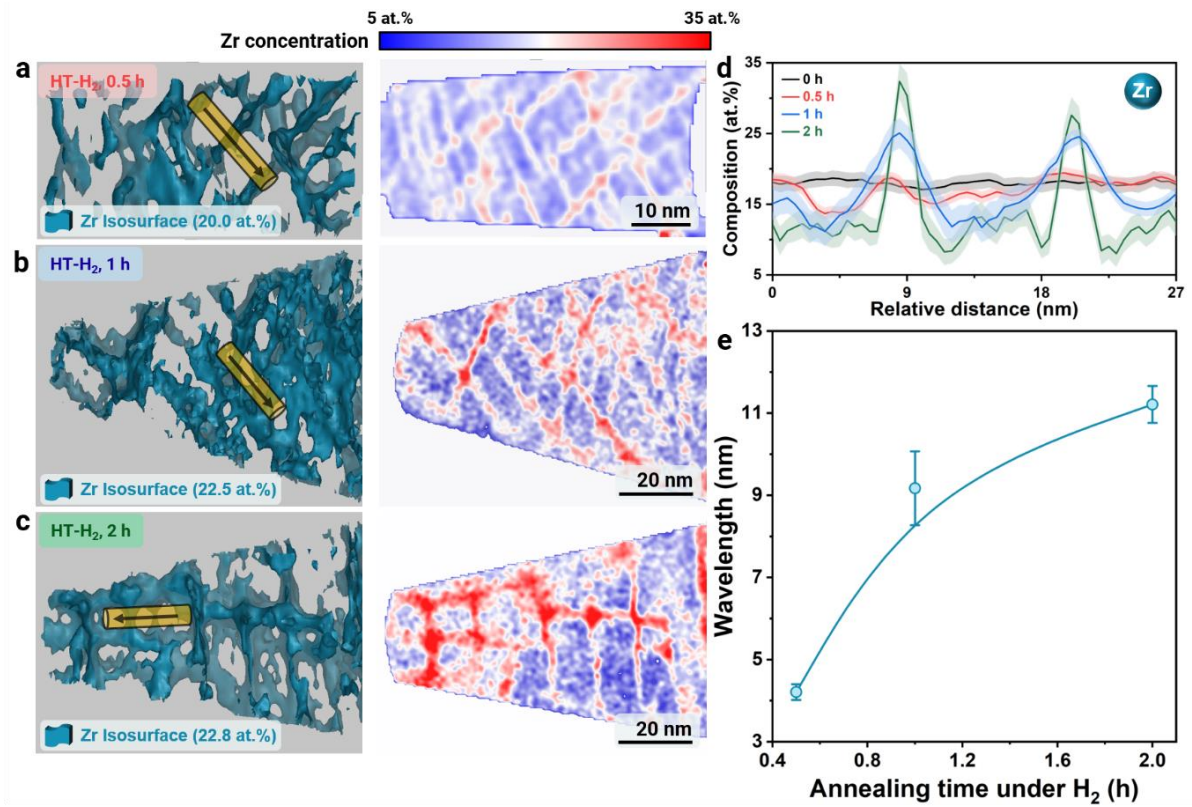 5 at.%
35 at.%
Zr concentration
a
HT-H₂, 0.5 h
Zr Isosurface (20.0 at.%)
10 nm
b
HT-H₂, 1 h
Zr Isosurface (22.5 at.%)
20 nm
c
HT-H₂, 2 h
Zr Isosurface (22.8 at.%)
20 nm
d
Composition (at.%)
35
25
15
5
0 h
0.5 h
1 h
2 h
Zr
0
9
18
27
Relative distance (nm)
e
Wavelength (nm)
13
11
9
7
5
3
0.4
0.8
1.2
1.6
2.0
Annealing time under H₂ (h)